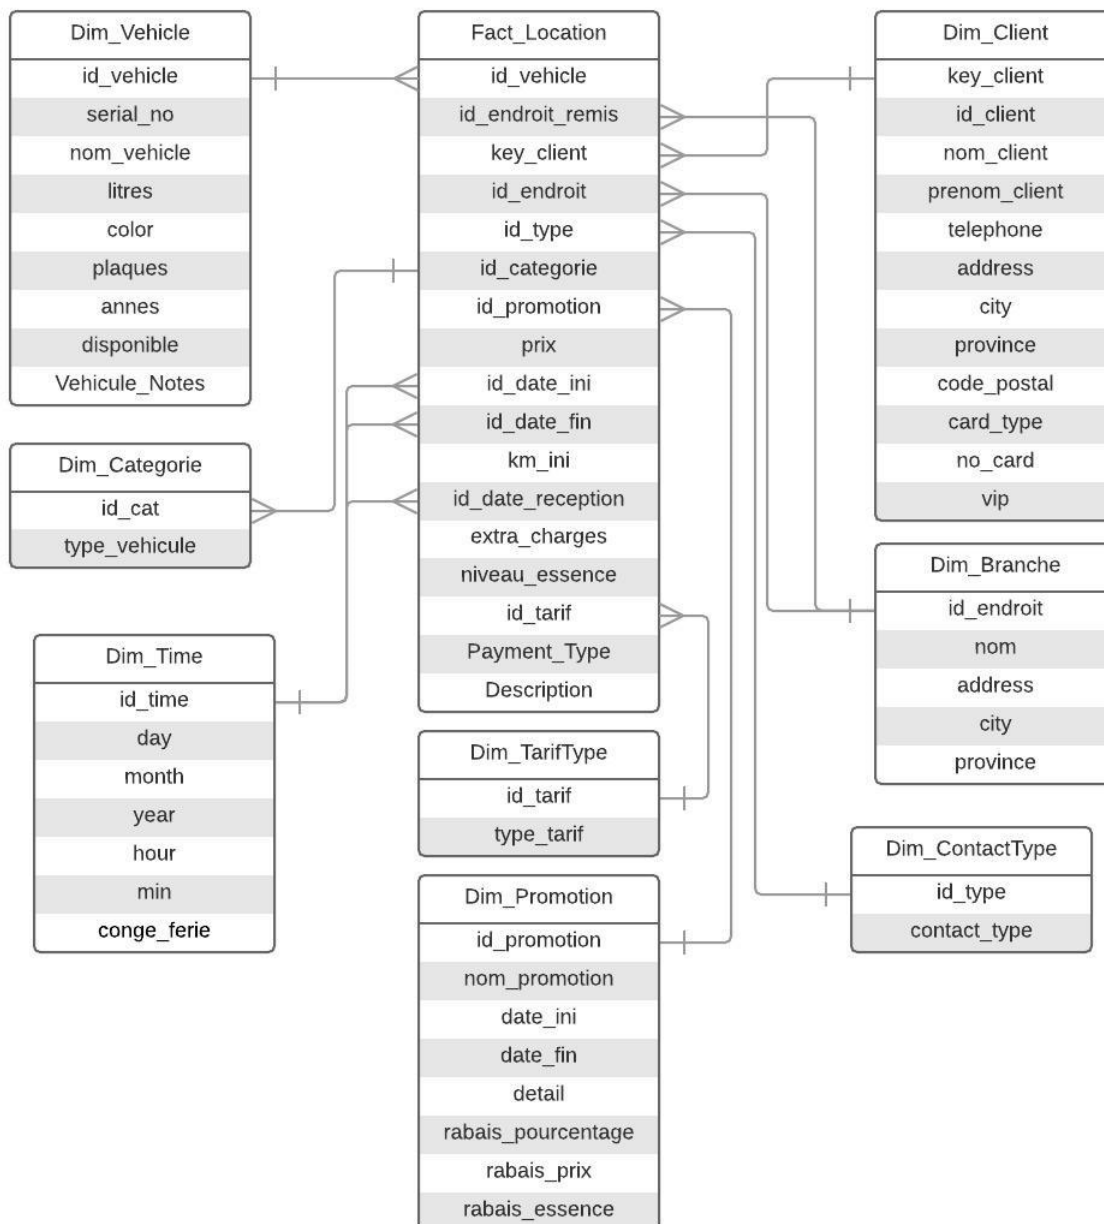 Dim_Vehicle
id_vehicle
serial_no
nom_vehicle
litres
color
plaques
annes
disponible
Vehicule_Notes
Dim_Categorie
id_cat
type_vehicule
Dim_Time
id_time
day
month
year
hour
min
conge_ferie
Fact_Location
id_vehicle
id_endroit_remis
key_client
id_endroit
id_type
id_categorie
id_promotion
prix
id_date_ini
id_date_fin
km_ini
id_date_reception
extra_charges
niveau_essence
id_tarif
Payment_Type
Description
Dim_TarifType
id_tarif
type_tarif
Dim_Promotion
id_promotion
nom_promotion
date_ini
date_fin
detail
rabais_pourcentage
rabais_prix
rabais_essence
Dim_Client
key_client
id_client
nom_client
prenom_client
telephone
address
city
province
code_postal
card_type
no_card
vip
Dim_Branche
id_endroit
nom
address
city
province
Dim_ContactType
id_type
contact_type